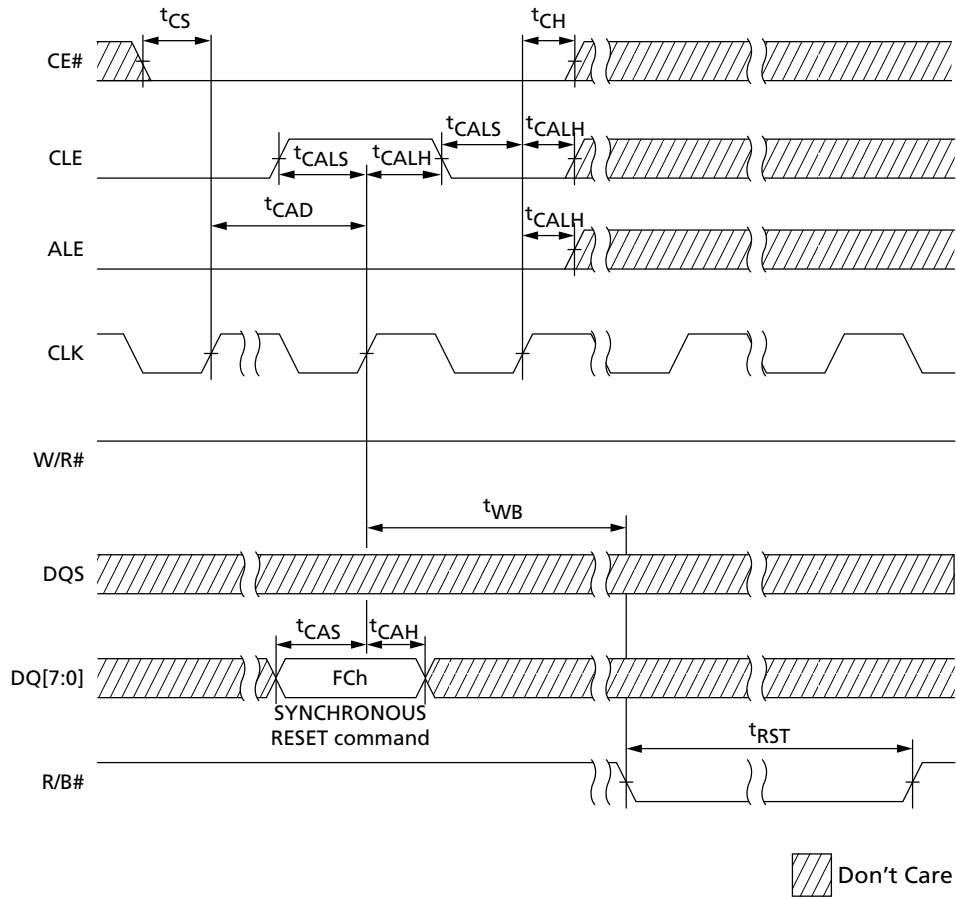 tCS
tCH
CE#
tCALS
tCALH
CLE
tCALS
tCALH
tCAD
tCALH
ALE
CLK
W/R#
tWB
DQS
tCAS
tCAH
DQ[7:0]
FCh
SYNCHRONOUS
RESET command
tRST
R/B#
Don't Care